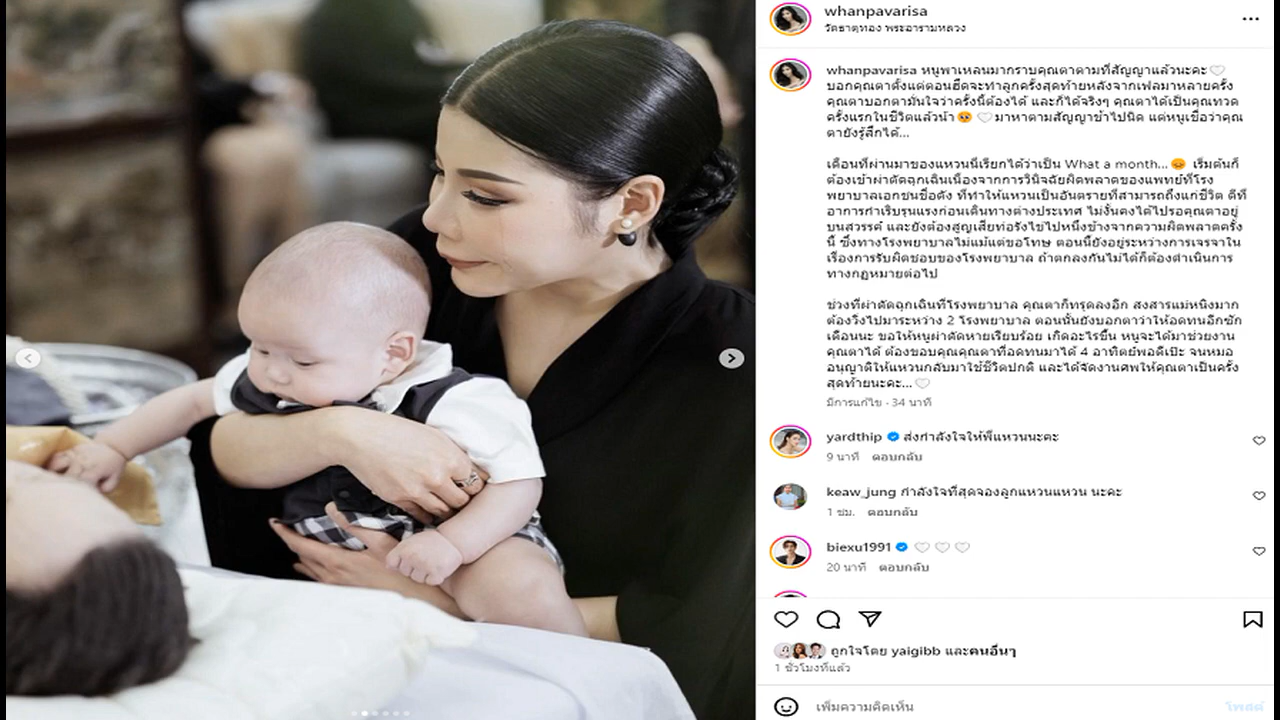 whanpavarisa
วัดธาตุทอง พระอารามหลวง
whanpavarisa หนูพาเหลนมากราบคุณตาตามที่สัญญาแล้วนะคะ🤍
บอกคุณตาตั้งแต่ตอนฮึดจะทำลูกครั้งสุดท้ายหลังจากเฟลมาหลายครั้ง
คุณตาบอกตามั่นใจว่าครั้งนี้ต้องได้ และก็ได้จริงๆ คุณตาได้เป็นคุณทวด
ครั้งแรกในชีวิตแล้วน้า🥹 🤍มาหาตามสัญญาช้าไปนิด แต่หนูเชื่อว่าคุณ
ตายังรู้สึกได้...
เดือนที่ผ่านมาของแหวนนี่เรียกได้ว่าเป็น What a month... เริ่มต้นก็
ต้องเข้าผ่าตัดฉุกเฉินเนื่องจากการวินิจฉัยผิดพลาดของแพทย์ที่โรง
พยาบาลเอกชนชื่อดัง ที่ทำให้แหวนเป็นอันตรายที่สามารถถึงแก่ชีวิต ดีที่
อาการกำเริบรุนแรงก่อนเดินทางต่างประเทศ ไม่งั้นคงได้ไปรอคุณตาอยู่
บนสวรรค์ และยังต้องสูญเสียท่อรังไข่ไปหนึ่งข้างจากความผิดพลาดครั้ง
นี้ ซึ่งทางโรงพยาบาลไม่แม้แต่ขอโทษ ตอนนี้ยังอยู่ระหว่างการเจรจาใน
เรื่องการรับผิดชอบของโรงพยาบาล ถ้าตกลงกันไม่ได้ก็ต้องดำเนินการ
ทางกฎหมายต่อไป
ช่วงที่ผ่าตัดฉุกเฉินที่โรงพยาบาล คุณตาก็ทรุดลงอีก สงสารแม่หนิงมาก
ต้องวิ่งไปมาระหว่าง 2 โรงพยาบาล ตอนนั้นยังบอกตาว่าให้อดทนอีกซัก
เดือนนะ ขอให้หนูผ่าตัดหายเรียบร้อย เกิดอะไรขึ้น หนูจะได้มาช่วยงาน
คุณตาได้ ต้องขอบคุณคุณตาที่อดทนมาได้ 4 อาทิตย์พอดีเป๊ะ จนหมอ
อนุญาติให้แหวนกลับมาใช้ชีวิตปกติ และได้จัดงานศพให้คุณตาเป็นครั้ง
สุดท้ายนะคะ...🤍
มีการแก้ไข · 34 นาที
yardthip ส่งกำลังใจให้พี่แหวนนะคะ
9 นาที ตอบกลับ
keaw_jung กำลังใจที่สุดจองลูกแหวนแหวน นะคะ
1 ชม. ตอบกลับ
biexu1991 🤍🤍🤍
20 นาที ตอบกลับ
ถูกใจโดย yaigibb และคนอื่นๆ
1 ชั่วโมงที่แล้ว
เพิ่มความคิดเห็น
โพสต์